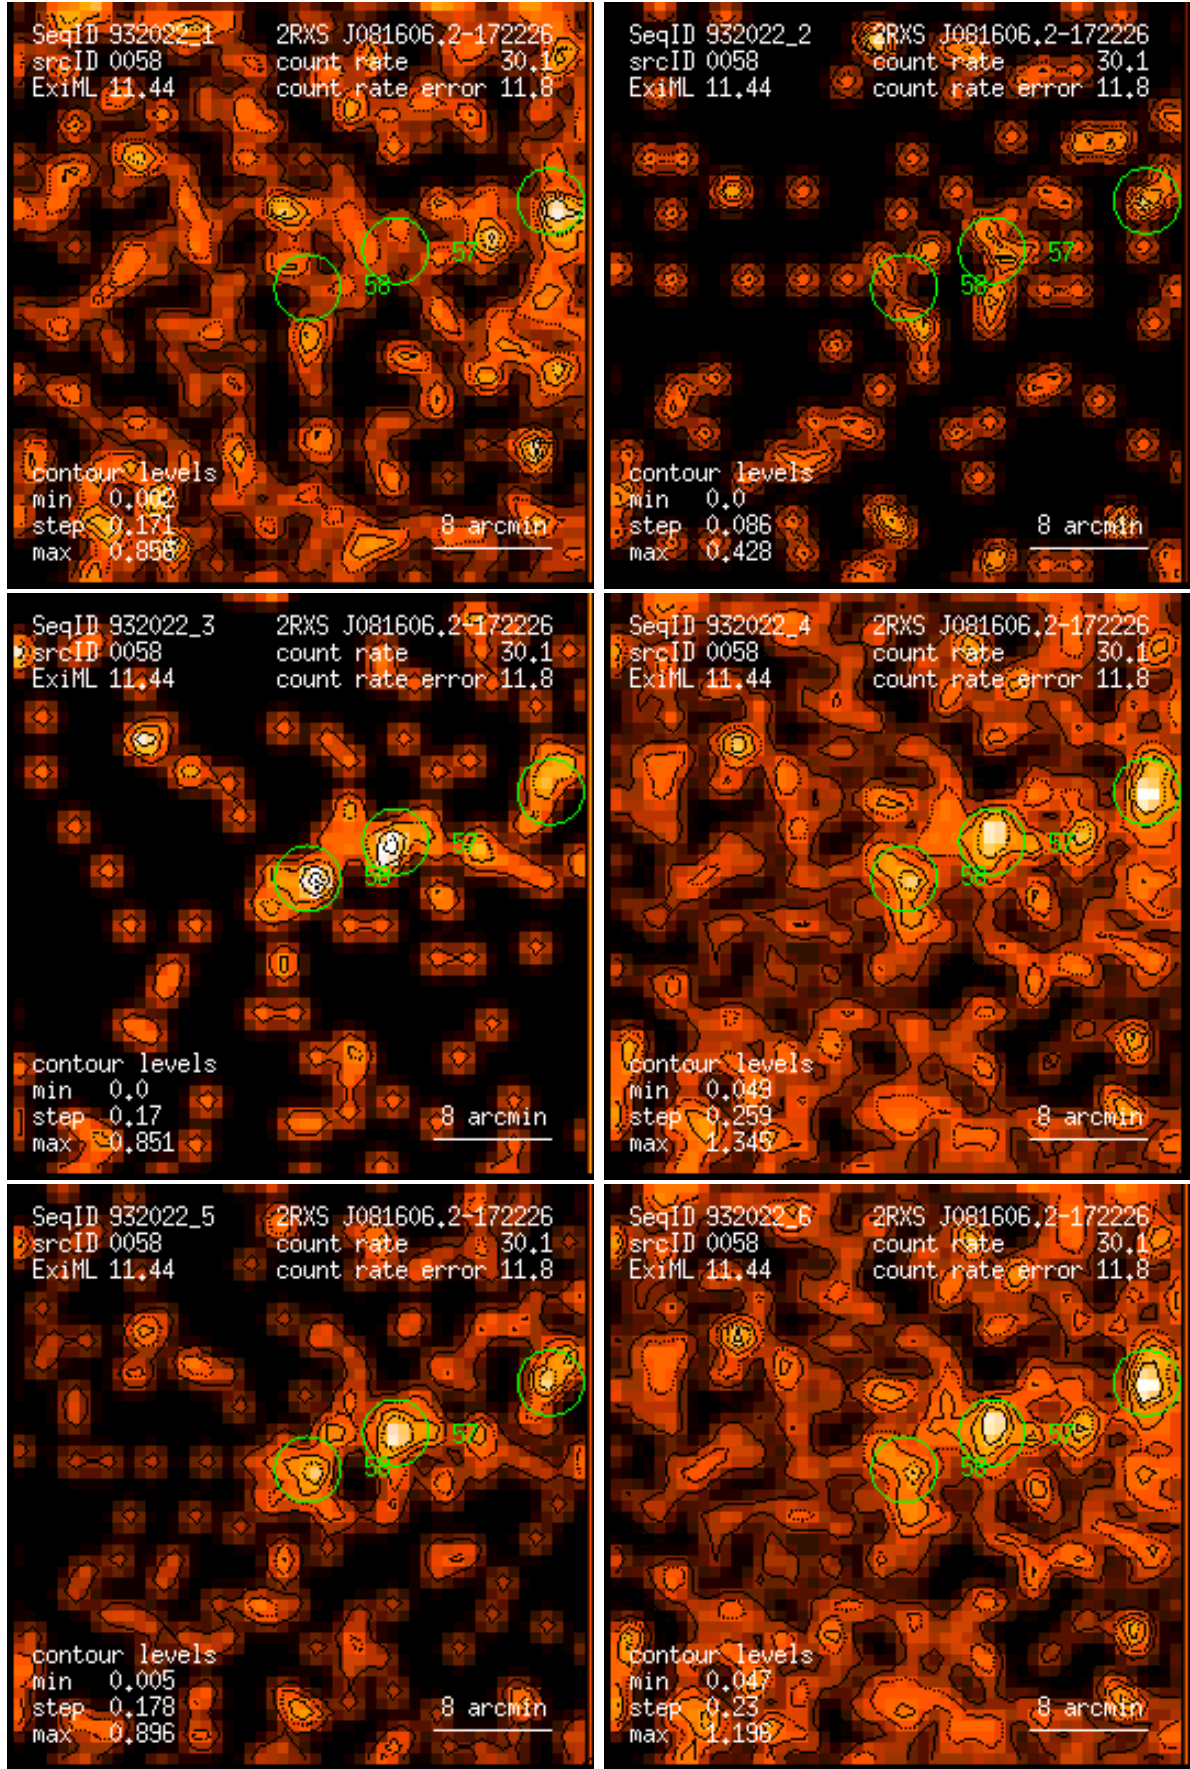 SeqID 932022_1 2RXS J081606.2-172226
srcID 0058 count rate 30.1
ExiML 11.44 count rate error 11.8
57
58
contour levels
min 0.002
step 0.171
max 0.856
8 arcmin
SeqID 932022_2 2RXS J081606.2-172226
srcID 0058 count rate 30.1
ExiML 11.44 count rate error 11.8
57
58
contour levels
min 0.0
step 0.086
max 0.428
8 arcmin
SeqID 932022_3 2RXS J081606.2-172226
srcID 0058 count rate 30.1
ExiML 11.44 count rate error 11.8
57
58
contour levels
min 0.0
step 0.17
max 0.851
8 arcmin
SeqID 932022_4 2RXS J081606.2-172226
srcID 0058 count rate 30.1
ExiML 11.44 count rate error 11.8
57
58
contour levels
min 0.049
step 0.259
max 1.345
8 arcmin
SeqID 932022_5 2RXS J081606.2-172226
srcID 0058 count rate 30.1
ExiML 11.44 count rate error 11.8
57
58
contour levels
min 0.005
step 0.178
max 0.896
8 arcmin
SeqID 932022_6 2RXS J081606.2-172226
srcID 0058 count rate 30.1
ExiML 11.44 count rate error 11.8
57
58
contour levels
min 0.047
step 0.23
max 1.196
8 arcmin